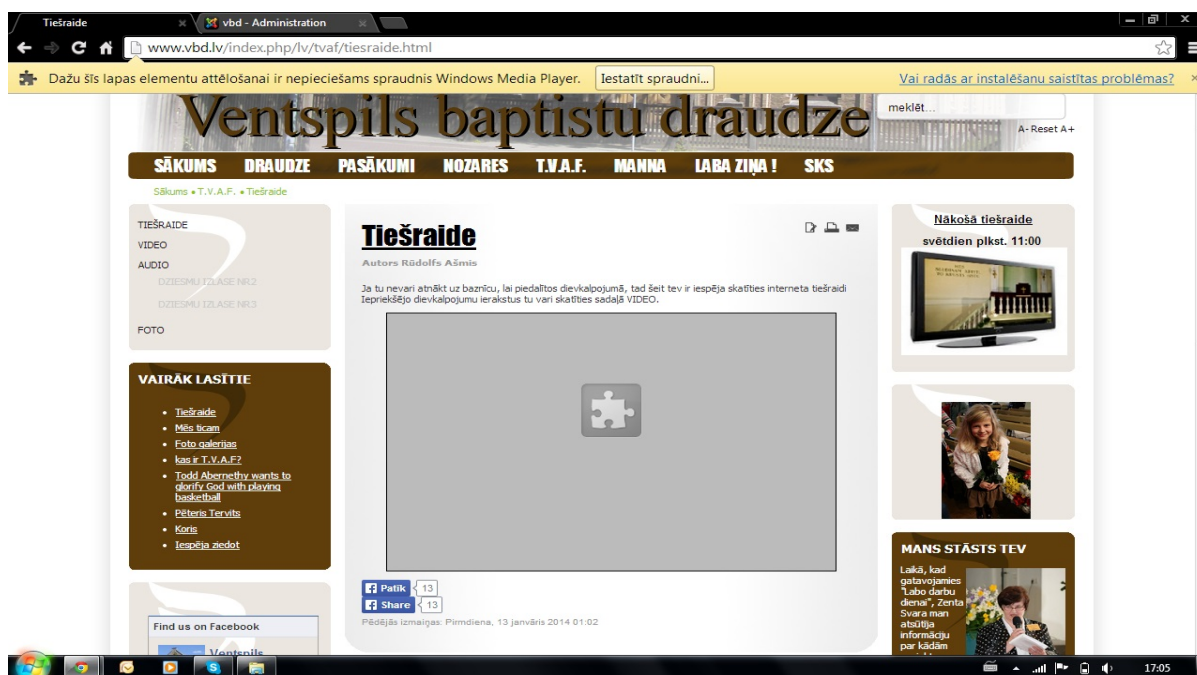 Tiešraide
vbd - Administration
www.vbd.lv/index.php/lv/tvaf/tiesraide.html
Dažu šīs lapas elementu attēlošanai ir nepieciešams spraudnis Windows Media Player. Iestatīt spraudni... Vai radās ar instalēšanu saistītas problēmas?
Ventspils baptistu draudze
meklēt...
A- Reset A+
SĀKUMS DRAUDZE PASĀKUMI NOZARES T.V.A.F. MANNA LABA ZIŅA ! SKS
Sākums • T.V.A.F. • Tiešraide
TIEŠRAIDE
VIDEO
AUDIO
DZIESMU IZLASE NR.2
DZIESMU IZLASE NR.3
FOTO
VAIRĀK LASĪTIE
Tiešraide
Mēs ticam
Foto galerijas
kas ir T.V.A.F?
Todd Abernethy wants to
glorify God with playing
basketball
Pēteris Tervits
Koris
Iespēja ziedot
Find us on Facebook
Ventspils
Tiešraide
Autors Rūdolfs Ašmis
Ja tu nevari atnākt uz baznīcu, lai piedalītos dievkalpojumā, tad šeit tev ir iespēja skatīties interneta tiešraidi
Iepriekšējo dievkalpojumu ierakstus tu vari skatīties sadaļā VIDEO.
Patīk 13
Share 13
Pēdējās izmaiņas: Pirmdiena, 13 janvāris 2014 01:02
Nākošā tiešraide
svētdien plkst. 11:00
MANS STĀSTS TEV
Laikā, kad
gatavojamies
"Labo darbu
dienai", Zenta
Svara man
atsūtīja
informāciju
par kādām
17:05